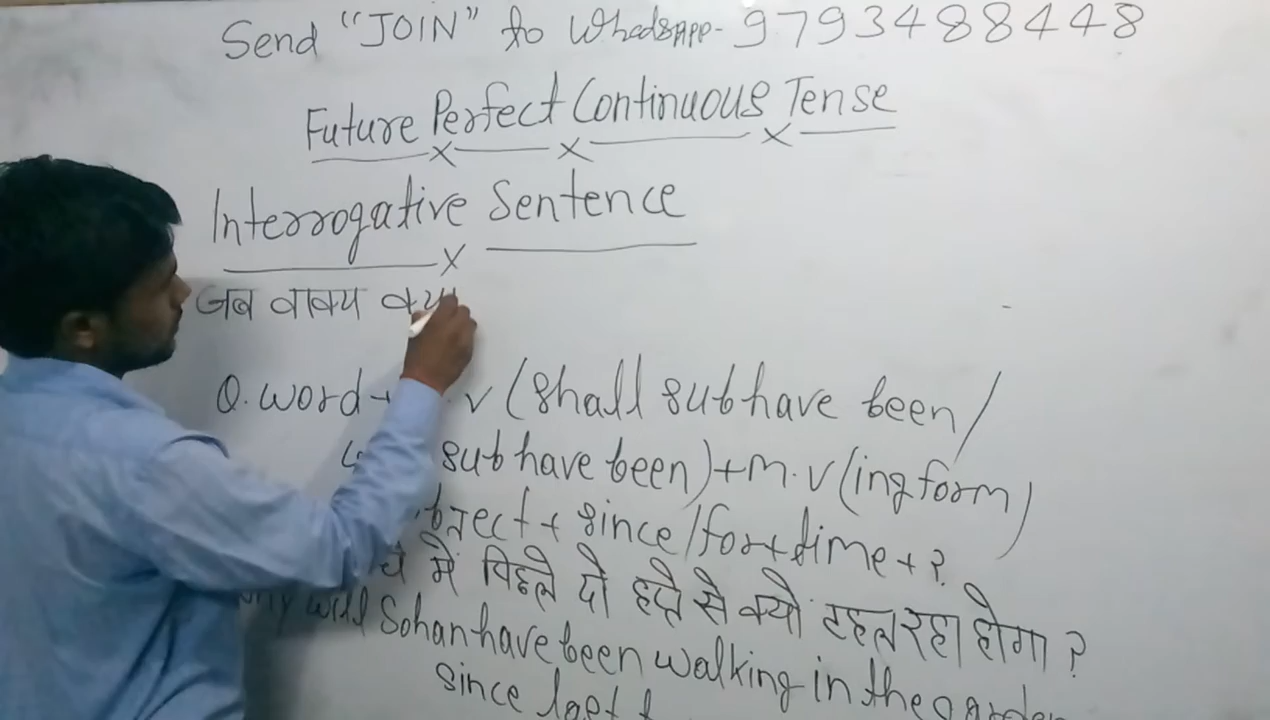 Send "JOIN" to WhatsApp-9793488448
Future Perfect Continuous Tense
Interrogative Sentence
जब वाक्य क्या
Q.word+ .v (shall sub have been/
sub have been)+m.v(ing form)
bject + since/for+time+?
में पिछले दो हफ्ते से क्यों टहल रहा होगा?
will Sohan have been walking in the garden
since last